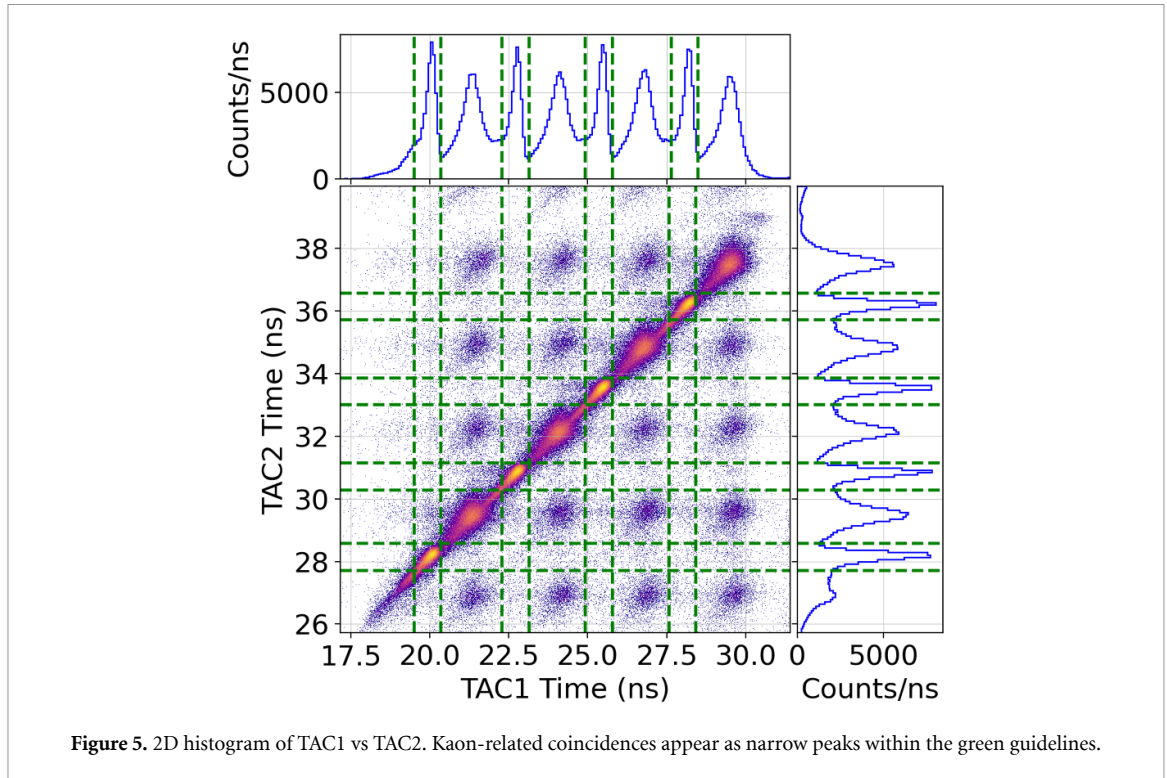 Counts/ns
5000
0
TAC2 Time (ns)
38
36
34
32
30
28
26
17.5 20.0 22.5 25.0 27.5 30.0 0 5000
TAC1 Time (ns) Counts/ns
Figure 5. 2D histogram of TAC1 vs TAC2. Kaon-related coincidences appear as narrow peaks within the green guidelines.